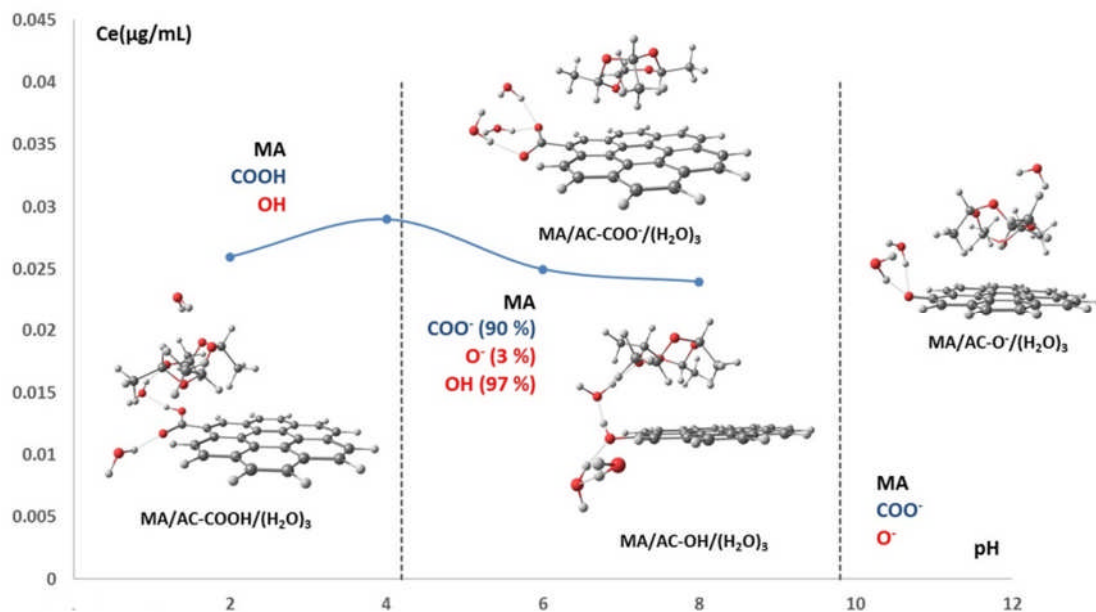 0.045
Ce(µg/mL)
0.04
0.035
MA
COOH
OH
0.03
MA/AC-COO⁻/(H₂O)₃
0.025
MA
COO⁻ (90 %)
O⁻ (3 %)
OH (97 %)
MA/AC-O⁻/(H₂O)₃
0.02
0.015
0.01
MA/AC-COOH/(H₂O)₃
MA/AC-OH/(H₂O)₃
MA
COO⁻
O⁻
pH
0.005
0
2 4 6 8 10 12